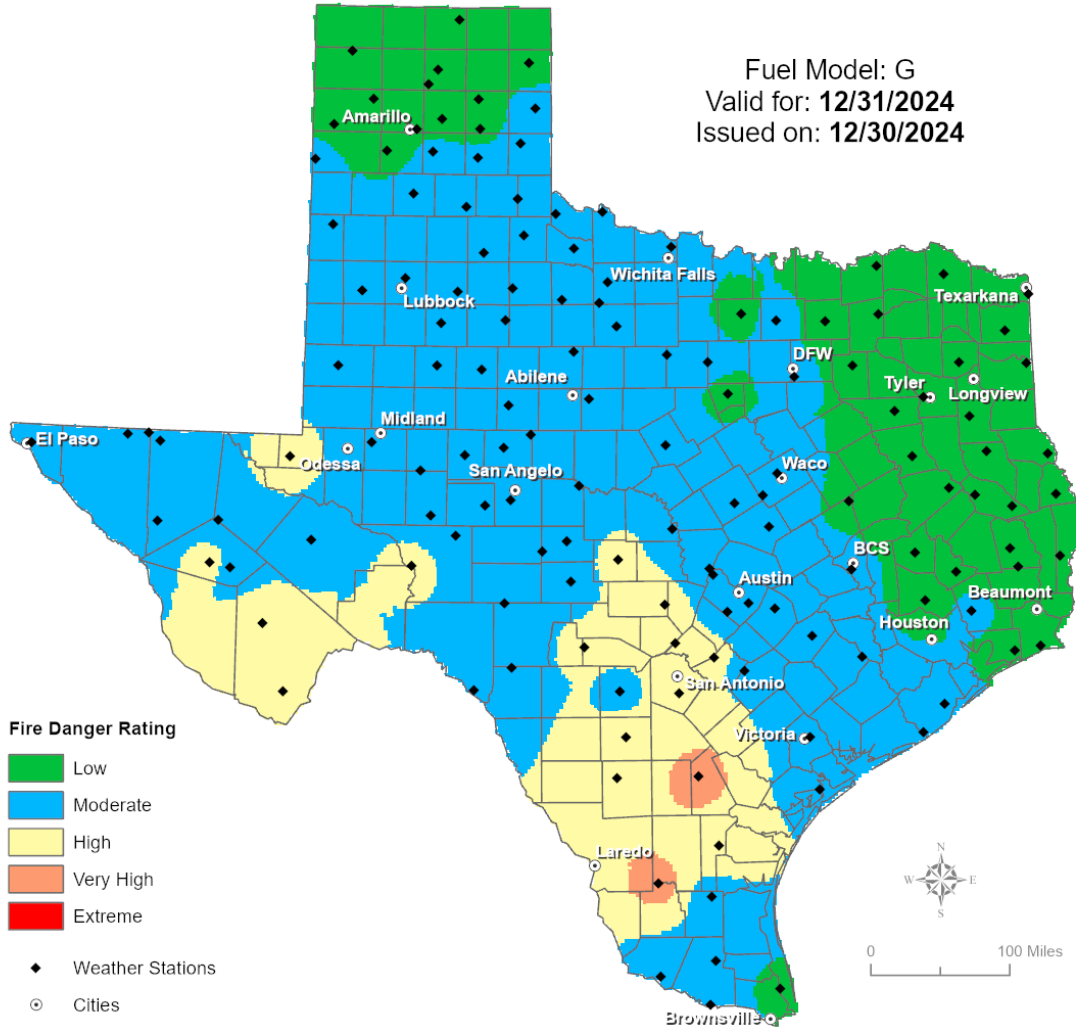 Fuel Model: G
Valid for: 12/31/2024
Issued on: 12/30/2024
Amarillo
Wichita Falls
Lubbock
Texarkana
DFW
Abilene
Tyler
Longview
El Paso
Midland
Odessa
San Angelo
Waco
BCS
Austin
Beaumont
Houston
San Antonio
Victoria
Laredo
Brownsville
Fire Danger Rating
Low
Moderate
High
Very High
Extreme
Weather Stations
Cities
N
W E
S
0 100 Miles